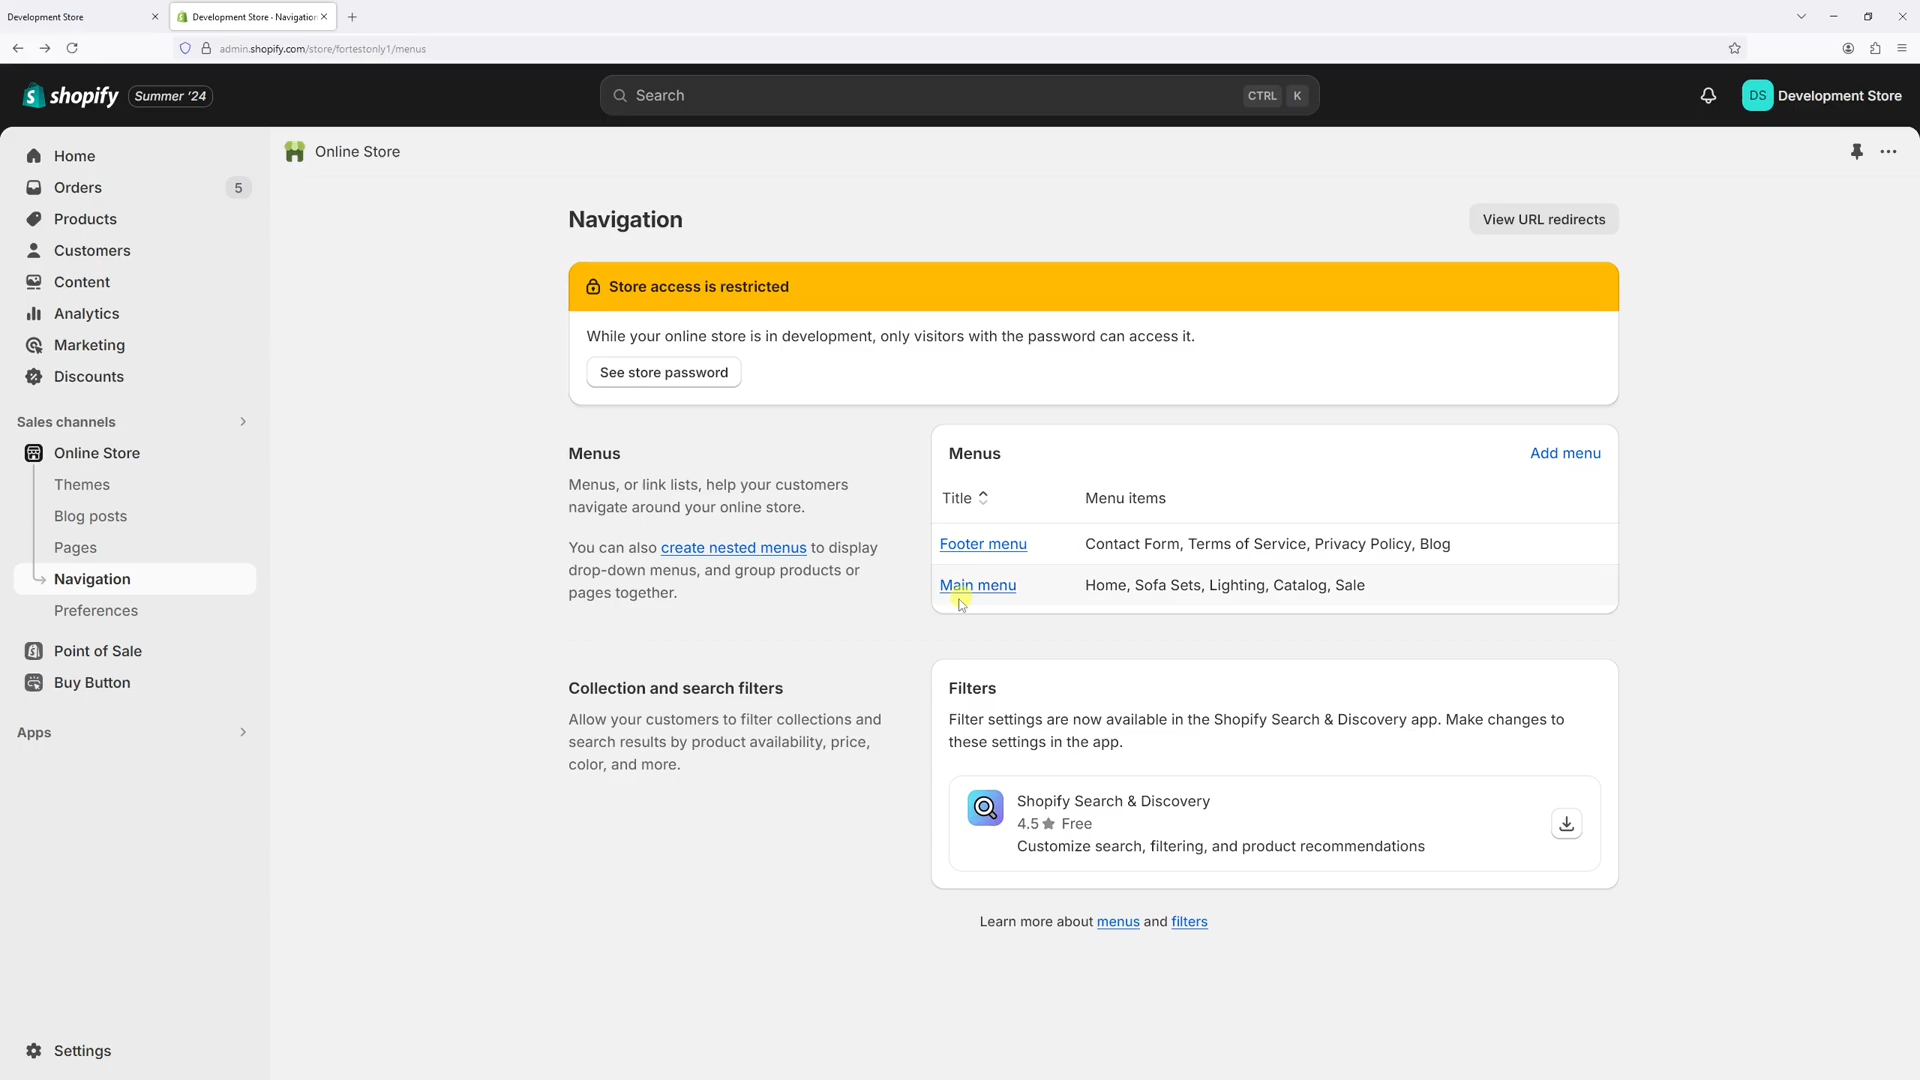 Development Store
Development Store - Navigation
admin.shopify.com/store/fortestonly1/menus
shopify
Summer '24
Search
CTRL K
DS
Development Store
Home
Orders
5
Products
Customers
Content
Analytics
Marketing
Discounts
Sales channels
Online Store
Themes
Blog posts
Pages
Navigation
Preferences
Point of Sale
Buy Button
Apps
Settings
Online Store
Navigation
View URL redirects
Store access is restricted
While your online store is in development, only visitors with the password can access it.
See store password
Menus
Menus, or link lists, help your customers
navigate around your online store.
You can also create nested menus to display
drop-down menus, and group products or
pages together.
Menus
Add menu
Title
Menu items
Footer menu
Contact Form, Terms of Service, Privacy Policy, Blog
Main menu
Home, Sofa Sets, Lighting, Catalog, Sale
Collection and search filters
Allow your customers to filter collections and
search results by product availability, price,
color, and more.
Filters
Filter settings are now available in the Shopify Search & Discovery app. Make changes to
these settings in the app.
Shopify Search & Discovery
4.5 ★ Free
Customize search, filtering, and product recommendations
Learn more about menus and filters